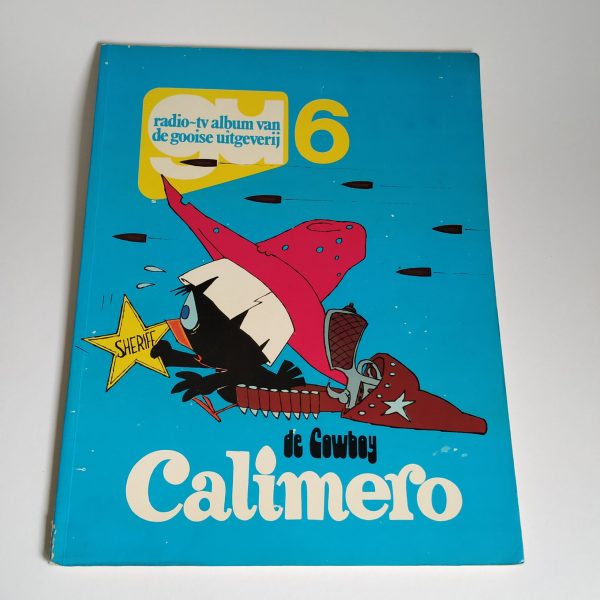 gu
radio-tv album van
de gooise uitgeverij
6
SHERIFF
de Cowboy
Calimero